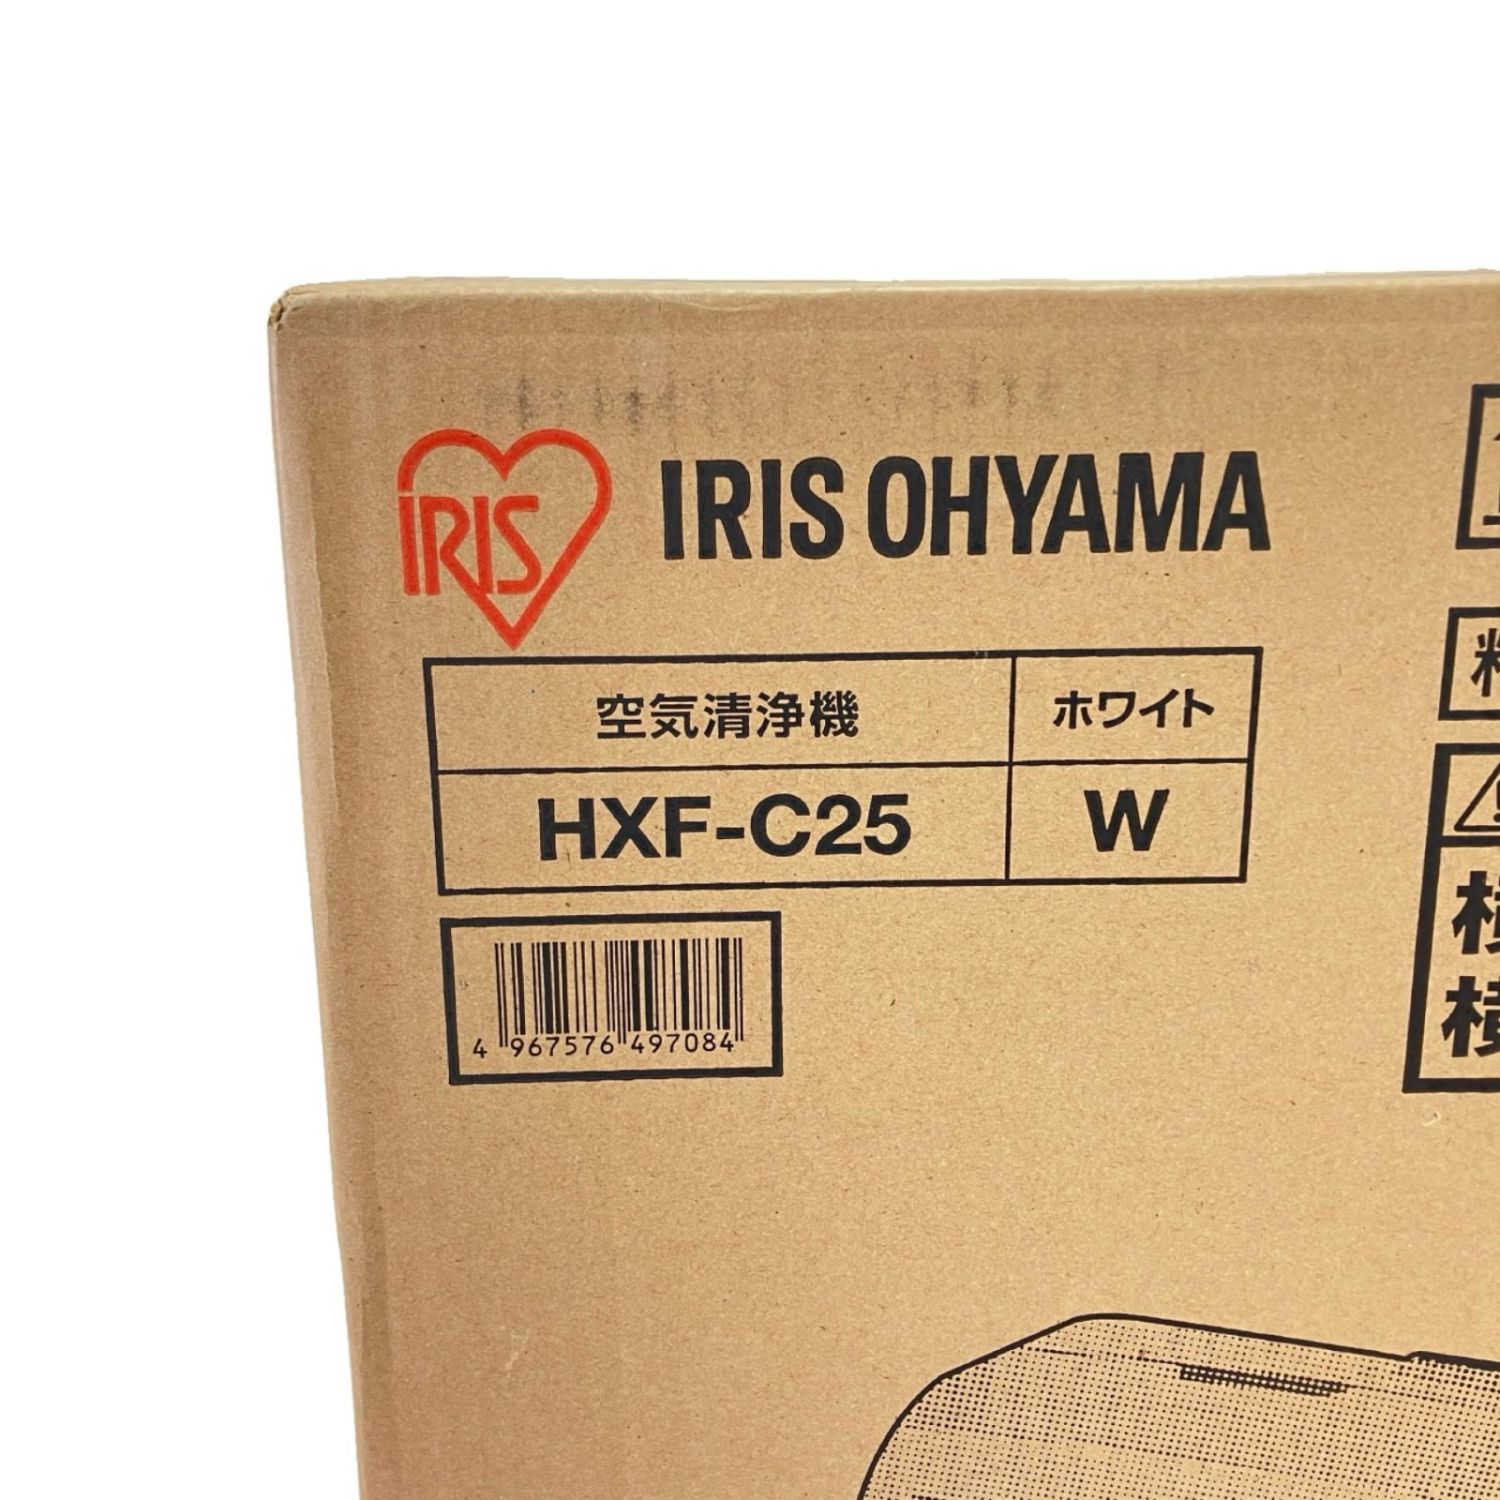 IRIS
IRIS OHYAMA
空気清浄機 ホワイト
HXF-C25 W
4 967576 497084